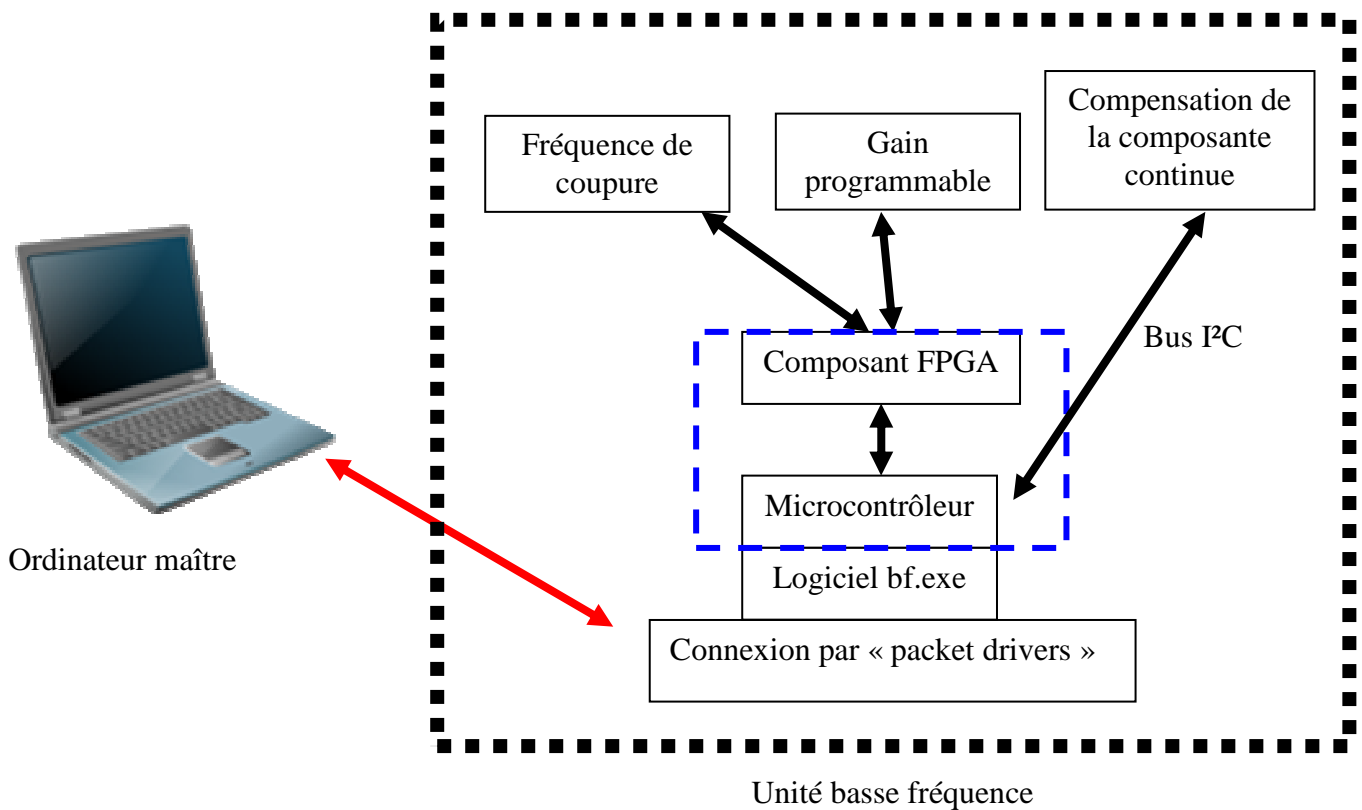 Fréquence de
coupure
Gain
programmable
Compensation de
la composante
continue
Bus I²C
Composant FPGA
Microcontrôleur
Logiciel bf.exe
Connexion par « packet drivers »
Ordinateur maître
Unité basse fréquence